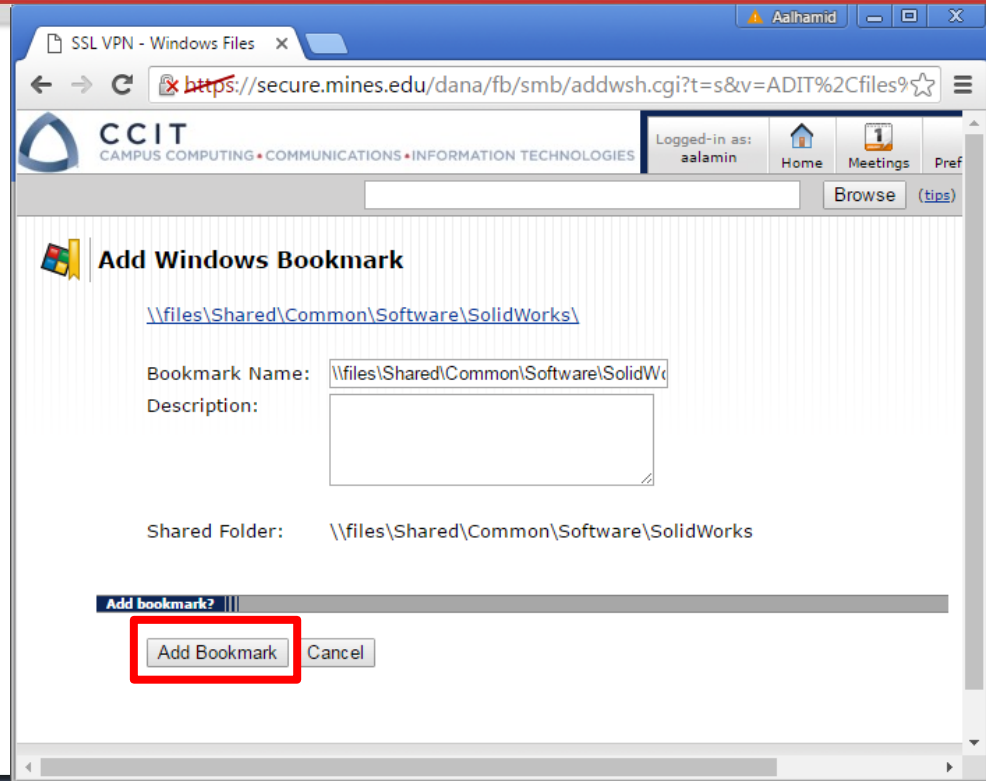 Aalhamid
SSL VPN - Windows Files
https://secure.mines.edu/dana/fb/smb/addwsh.cgi?t=s&v=ADIT%2Cfiles%
CCIT
CAMPUS COMPUTING•COMMUNICATIONS•INFORMATION TECHNOLOGIES
Logged-in as:
aalamin
Home
1
Meetings
Pref
Browse (tips)
Add Windows Bookmark
\\files\Shared\Common\Software\SolidWorks\
Bookmark Name: \\files\Shared\Common\Software\SolidWo
Description:
Shared Folder: \\files\Shared\Common\Software\SolidWorks
Add bookmark?
Add Bookmark Cancel